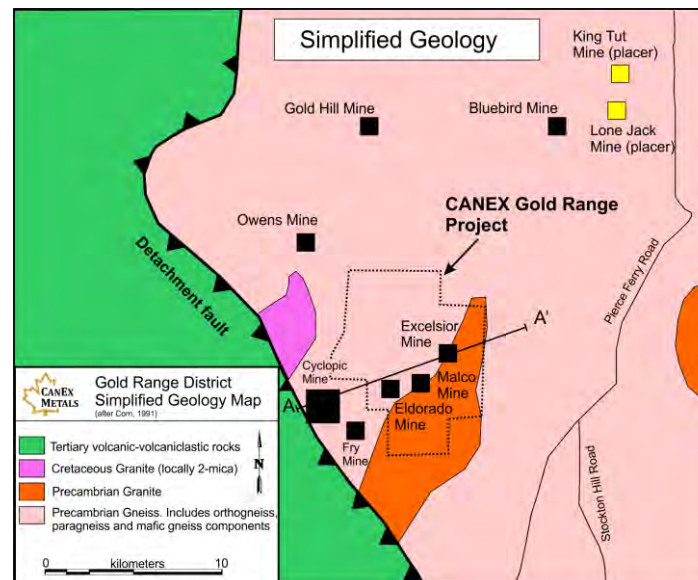 Simplified Geology
King Tut
Mine (placer)
Gold Hill Mine
Bluebird Mine
Lone Jack
Mine (placer)
CANEX Gold Range
Project
Owens Mine
Detachment fault
Pierce Ferry Road
Excelsior
Mine
A'
Cyclopic
Mine
Malco
Mine
A
Eldorado
Mine
Fry
Mine
Stockton Hill Road
CANEX
METALS
Gold Range District
Simplified Geology Map
(after Corn, 1991)
Tertiary volcanic-volcaniclastic rocks
Cretaceous Granite (locally 2-mica)
Precambrian Granite
Precambrian Gneiss. Includes orthogneiss,
paragneiss and mafic gneiss components
N
0 kilometers 10